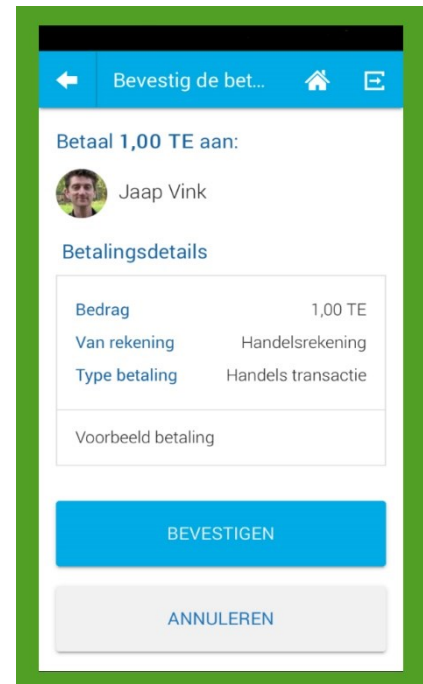 Bevestig de bet...
Betaal 1,00 TE aan:
Jaap Vink
Betalingsdetails
Bedrag 1,00 TE
Van rekening Handelsrekening
Type betaling Handels transactie
Voorbeeld betaling
BEVESTIGEN
ANNULEREN